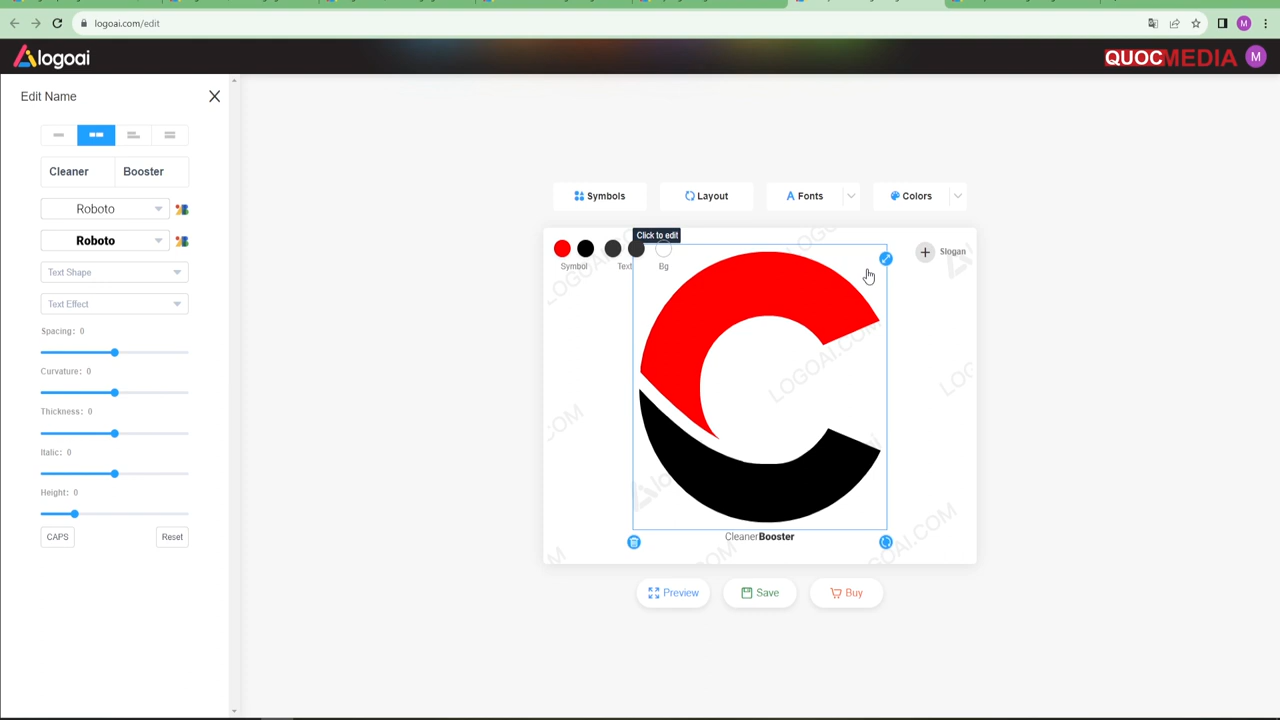 logoai.com/edit
M
logoai
QUOCMEDIA
M
Edit Name
Cleaner
Booster
Roboto
Roboto
Text Shape
Text Effect
Spacing: 0
Curvature: 0
Thickness: 0
Italic: 0
Height: 0
CAPS
Reset
Symbols
Layout
Fonts
Colors
Click to edit
Symbol
Text
Bg
Slogan
LOGOAI.COM
CleanerBooster
Preview
Save
Buy